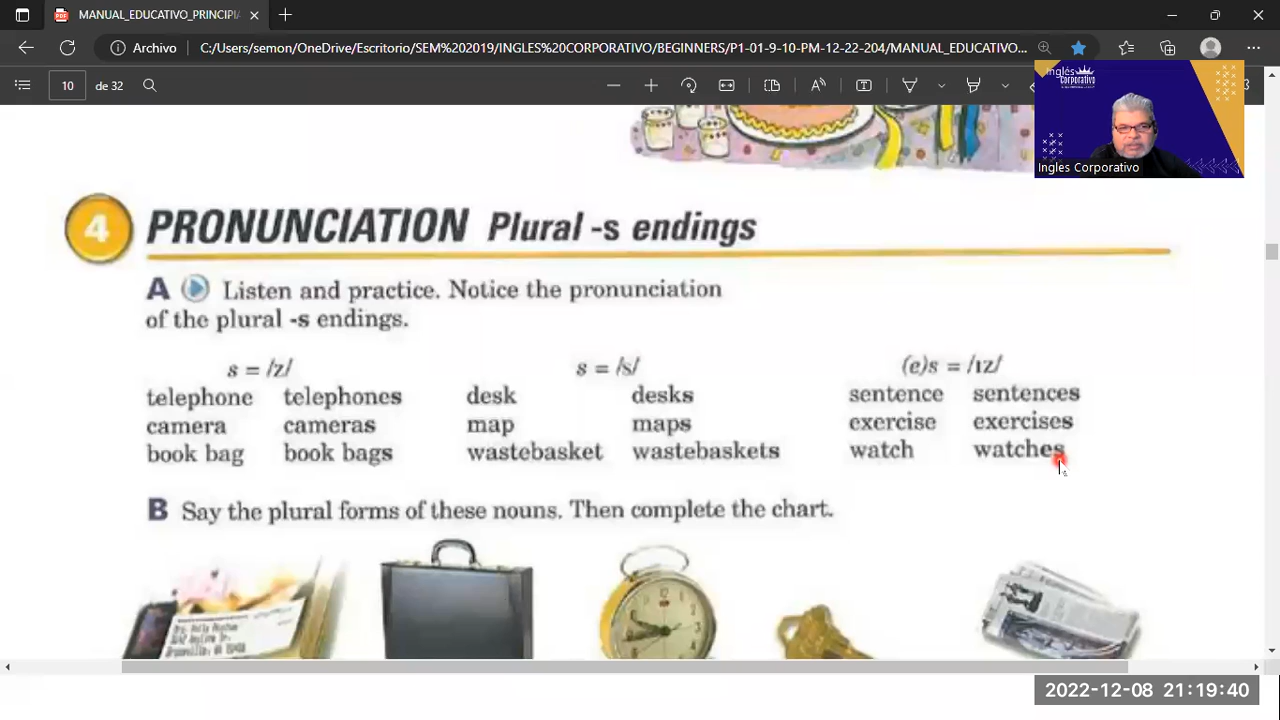 MANUAL_EDUCATIVO_PRINCIPI
Archivo
C:/Users/semon/OneDrive/Escritorio/SEM%202019/INGLES%20CORPORATIVO/BEGINNERS/P1-01-9-10-PM-12-22-204/MANUAL_EDUCATIVO...
10 de 32
Inglés
corporativo
Ingles Corporativo
4 PRONUNCIATION Plural -s endings
A Listen and practice. Notice the pronunciation
of the plural -s endings.
s = /z/ s = /s/ (e)s = /ɪz/
telephone telephones desk desks sentence sentences
camera cameras map maps exercise exercises
book bag book bags wastebasket wastebaskets watch watches
B Say the plural forms of these nouns. Then complete the chart.
2022-12-08 21:19:40